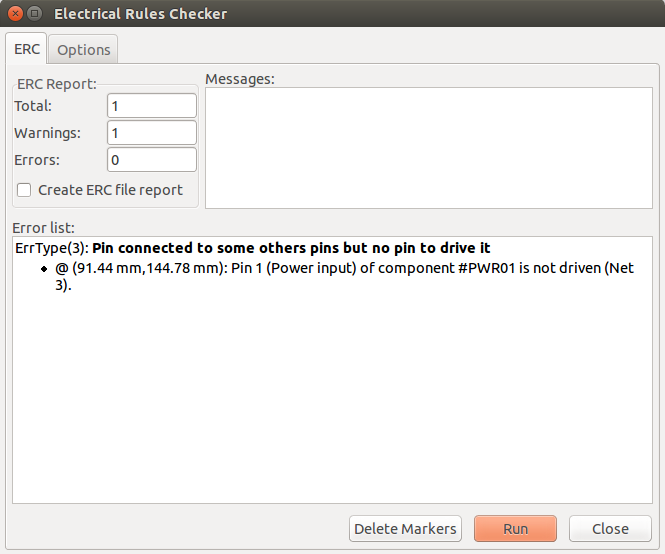 Electrical Rules Checker
ERC
Options
ERC Report:
Total:
1
Warnings:
1
Errors:
0
Create ERC file report
Messages:
Error list:
ErrType(3): Pin connected to some others pins but no pin to drive it
@ (91.44 mm,144.78 mm): Pin 1 (Power input) of component #PWR01 is not driven (Net
3).
Delete Markers
Run
Close